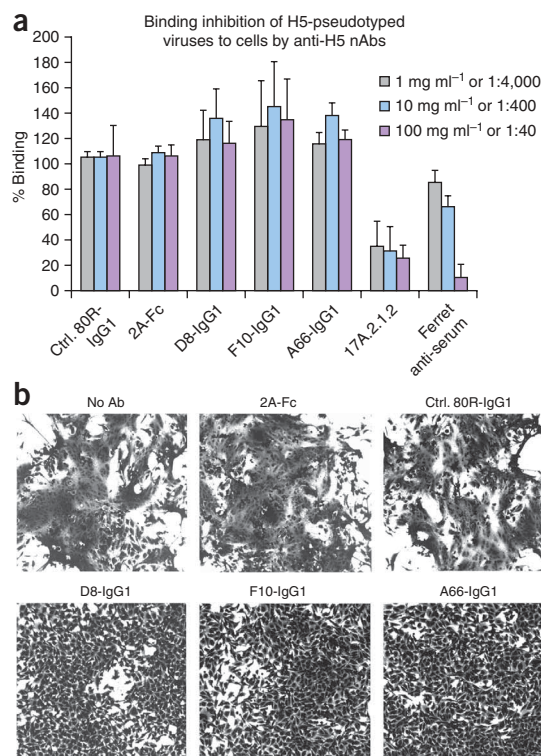 a
Binding inhibition of H5-pseudotyped
viruses to cells by anti-H5 nAbs
1 mg ml⁻¹ or 1:4,000
10 mg ml⁻¹ or 1:400
100 mg ml⁻¹ or 1:40
% Binding
200
180
160
140
120
100
80
60
40
20
0
Ctrl. 80R-
IgG1
2A-Fc
D8-IgG1
F10-IgG1
A66-IgG1
17A.2.1.2
Ferret
anti-serum
b
No Ab
2A-Fc
Ctrl. 80R-IgG1
D8-IgG1
F10-IgG1
A66-IgG1